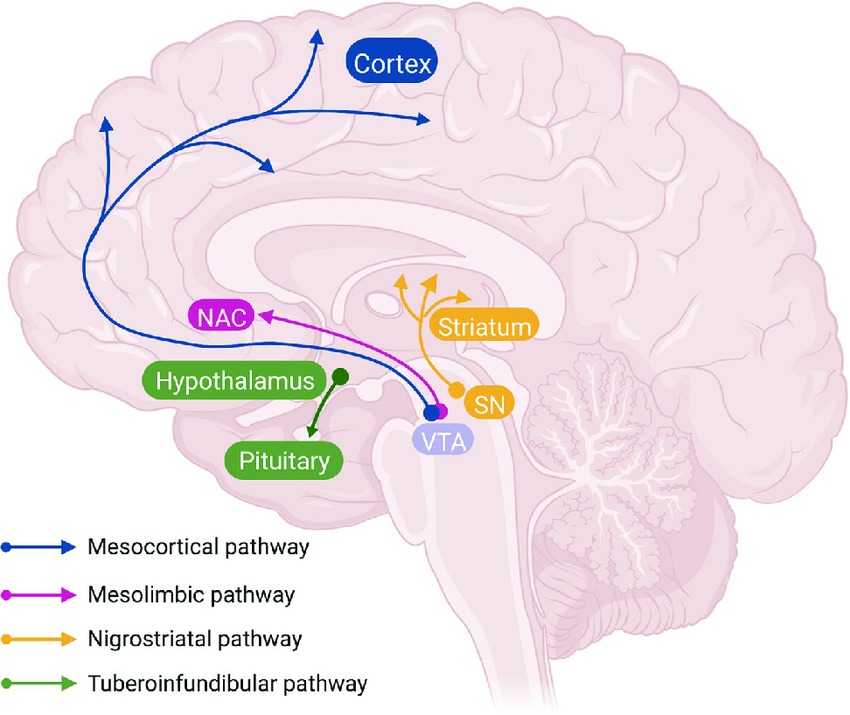 Cortex
NAC
Striatum
Hypothalamus
SN
VTA
Pituitary
Mesocortical pathway
Mesolimbic pathway
Nigrostriatal pathway
Tuberoinfundibular pathway